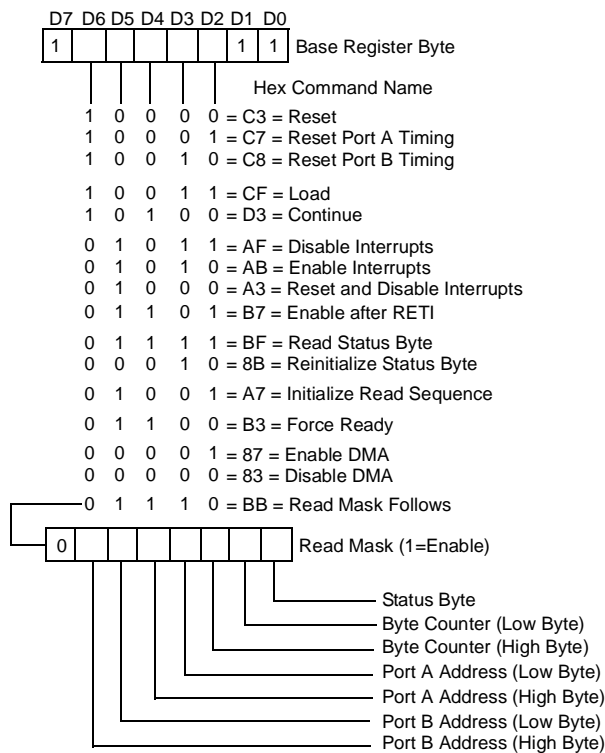 D7 D6 D5 D4 D3 D2 D1 D0
1 1 1 Base Register Byte
Hex Command Name
1 0 0 0 0 = C3 = Reset
1 0 0 0 1 = C7 = Reset Port A Timing
1 0 0 1 0 = C8 = Reset Port B Timing
1 0 0 1 1 = CF = Load
1 0 1 0 0 = D3 = Continue
0 1 0 1 1 = AF = Disable Interrupts
0 1 0 1 0 = AB = Enable Interrupts
0 1 0 0 0 = A3 = Reset and Disable Interrupts
0 1 1 0 1 = B7 = Enable after RETI
0 1 1 1 1 = BF = Read Status Byte
0 0 0 1 0 = 8B = Reinitialize Status Byte
0 1 0 0 1 = A7 = Initialize Read Sequence
0 1 1 0 0 = B3 = Force Ready
0 0 0 0 1 = 87 = Enable DMA
0 0 0 0 0 = 83 = Disable DMA
0 1 1 1 0 = BB = Read Mask Follows
0 Read Mask (1=Enable)
Status Byte
Byte Counter (Low Byte)
Byte Counter (High Byte)
Port A Address (Low Byte)
Port A Address (High Byte)
Port B Address (Low Byte)
Port B Address (High Byte)